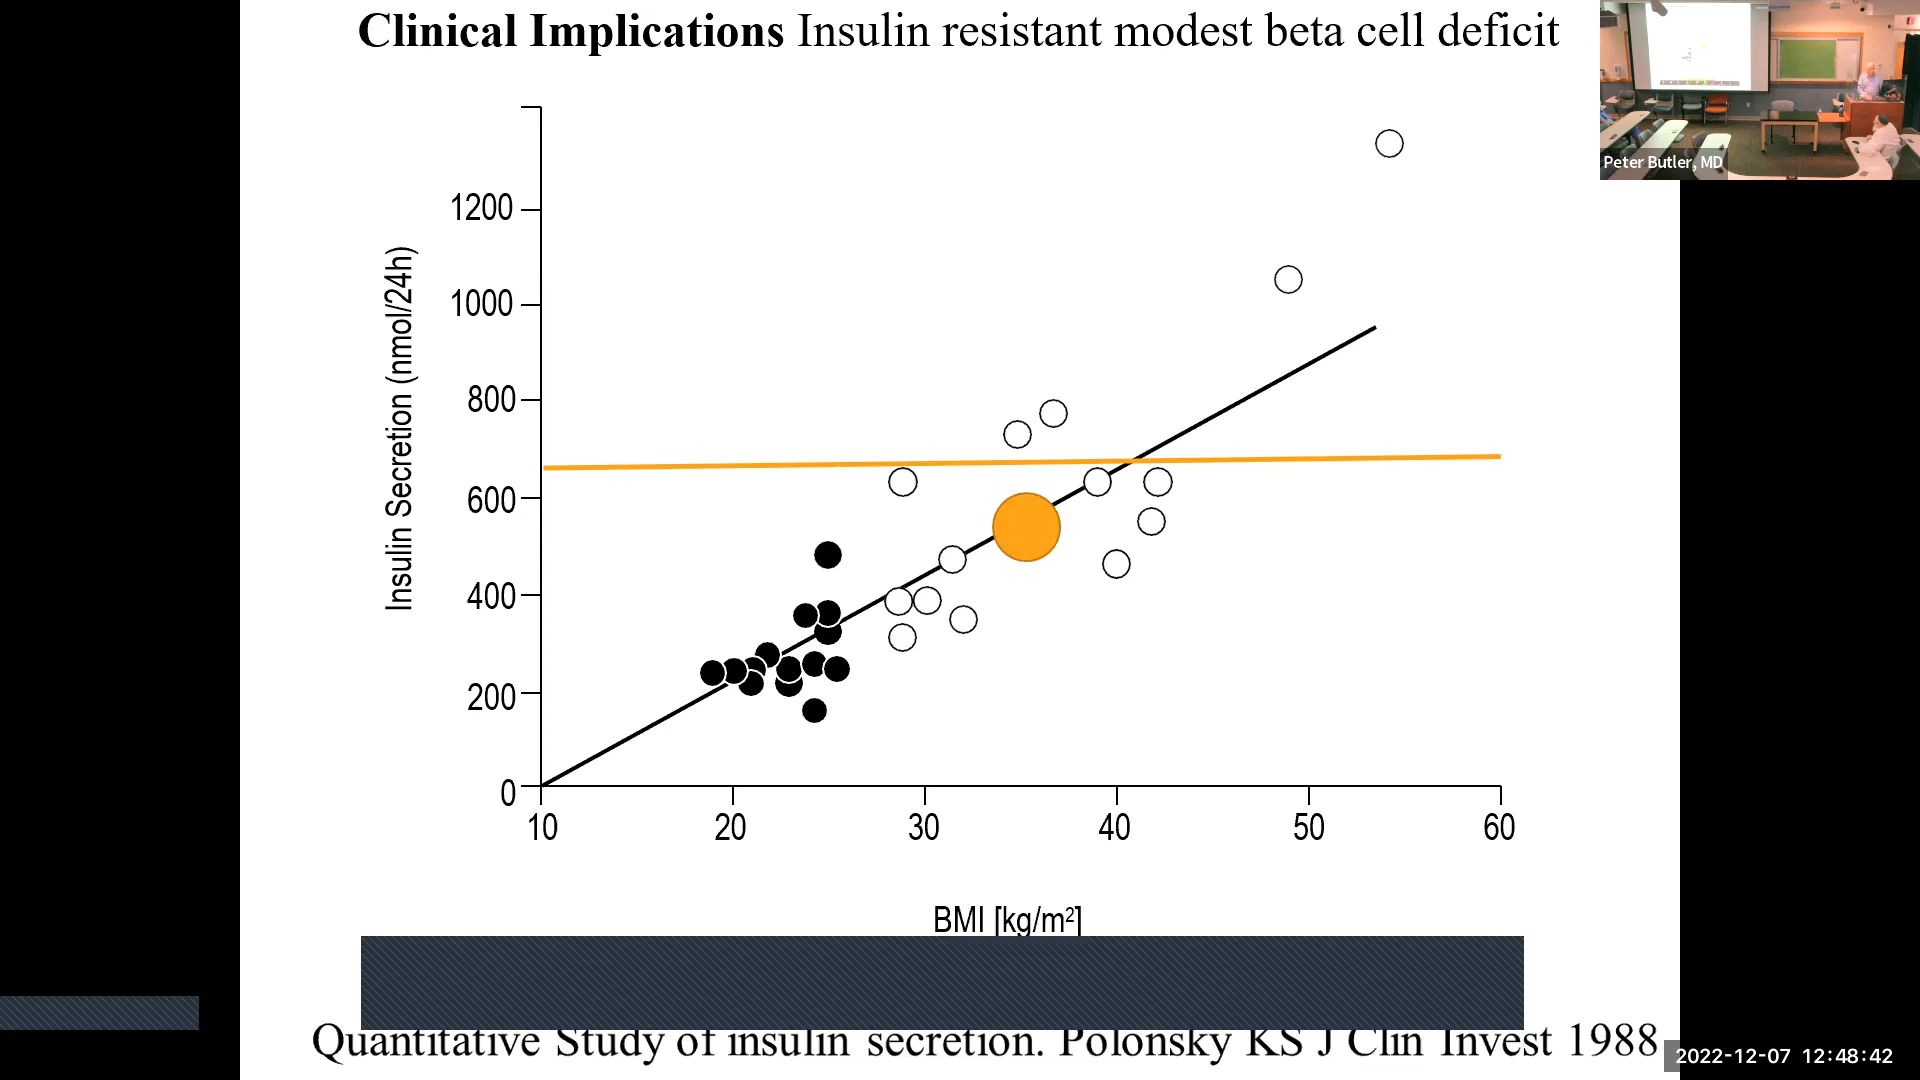 Clinical Implications Insulin resistant modest beta cell deficit
Peter Butler, MD
1200
1000
800
600
400
200
0
Insulin Secretion (nmol/24h)
10 20 30 40 50 60
BMI [kg/m²]
Quantitative Study of insulin secretion. Polonsky KS J Clin Invest 1988
2022-12-07 12:48:42